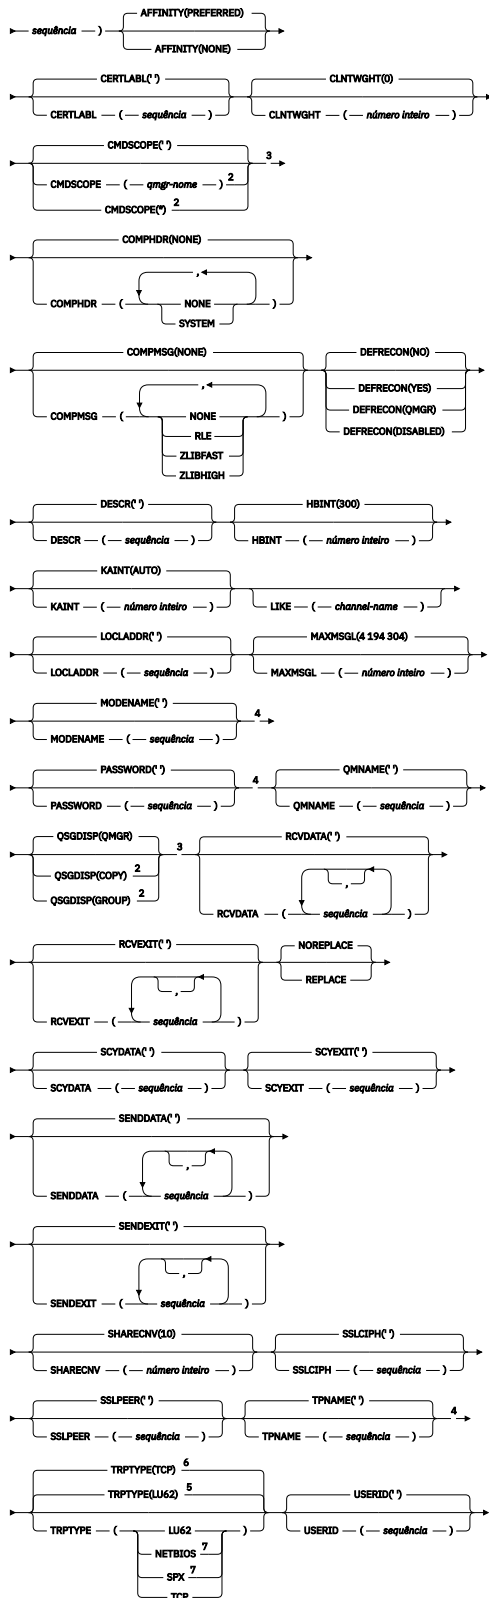 AFFINITY(PREFERRED)
sequência )
AFFINITY(NONE)
CERTLABL(' ') CLNTWGHT(0)
CERTLABL ( sequência ) CLNTWGHT ( número inteiro )
CMDSCOPE(' ') 3
CMDSCOPE ( qmgr-nome ) 2
CMDSCOPE(*) 2
COMPHDR(NONE)
,
COMPHDR ( NONE )
SYSTEM
COMPMSG(NONE) DEFRECON(NO)
, DEFRECON(YES)
COMPMSG ( NONE ) DEFRECON(QMGR)
RLE DEFRECON(DISABLED)
ZLIBFAST
ZLIBHIGH
DESCR(' ') HBINT(300)
DESCR ( sequência ) HBINT ( número inteiro )
KAINT(AUTO)
KAINT ( número inteiro ) LIKE ( channel-name )
LOCLADDR(' ') MAXMSGL(4 194 304)
LOCLADDR ( sequência ) MAXMSGL ( número inteiro )
MODENAME(' ') 4
MODENAME ( sequência )
PASSWORD(' ') 4 QMNAME(' ')
PASSWORD ( sequência ) QMNAME ( sequência )
QSGDISP(QMGR) 3 RCVDATA(' ')
QSGDISP(COPY) 2 ,
QSGDISP(GROUP) 2 RCVDATA ( sequência )
RCVEXIT(' ') NOREPLACE
, REPLACE
RCVEXIT ( sequência )
SCYDATA(' ') SCYEXIT(' ')
SCYDATA ( sequência ) SCYEXIT ( sequência )
SENDDATA(' ')
,
SENDDATA ( sequência )
SENDEXIT(' ')
,
SENDEXIT ( sequência )
SHARECNV(10) SSLCIPH(' ')
SHARECNV ( número inteiro ) SSLCIPH ( sequência )
SSLPEER(' ') TPNAME(' ') 4
SSLPEER ( sequência ) TPNAME ( sequência )
TRPTYPE(TCP) 6
TRPTYPE(LU62) 5 USERID(' ')
TRPTYPE ( LU62 ) USERID ( sequência )
NETBIOS 7
SPX 7
TCP